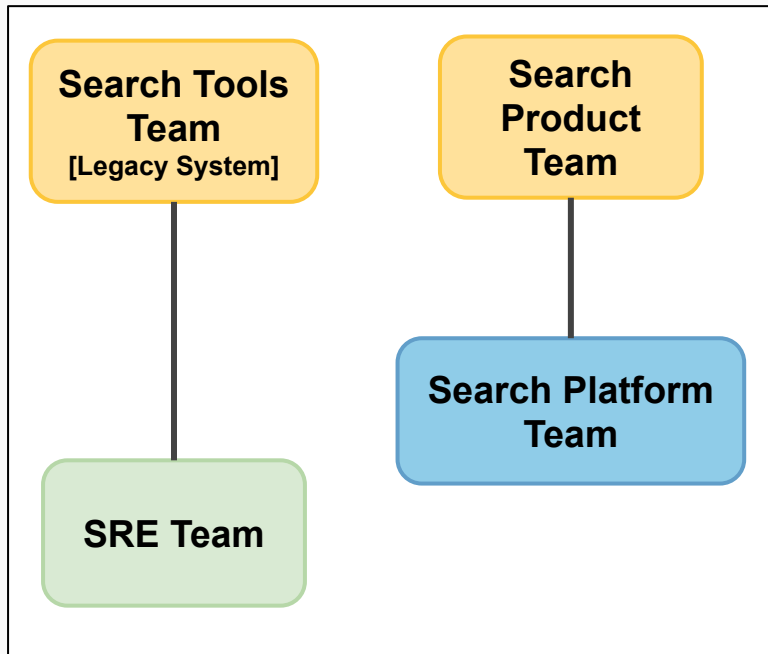 Search Tools
Team
[Legacy System]
Search
Product
Team
Search Platform
Team
SRE Team